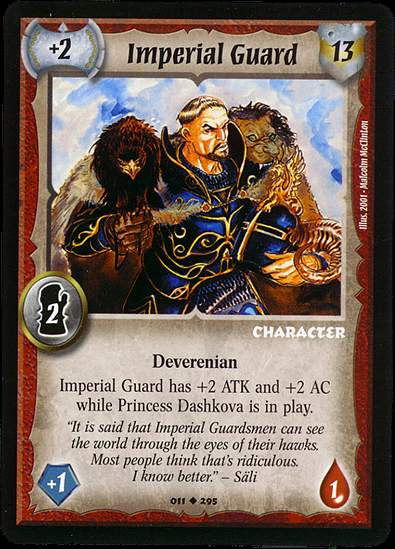 +2
Imperial Guard
13
Illus. 2001 • Malcolm McClinton
2
CHARACTER
Deverenian
Imperial Guard has +2 ATK and +2 AC
while Princess Dashkova is in play.
"It is said that Imperial Guardsmen can see
the world through the eyes of their hawks.
Most people think that's ridiculous.
I know better." – Säli
+1
011 ◆ 295
1